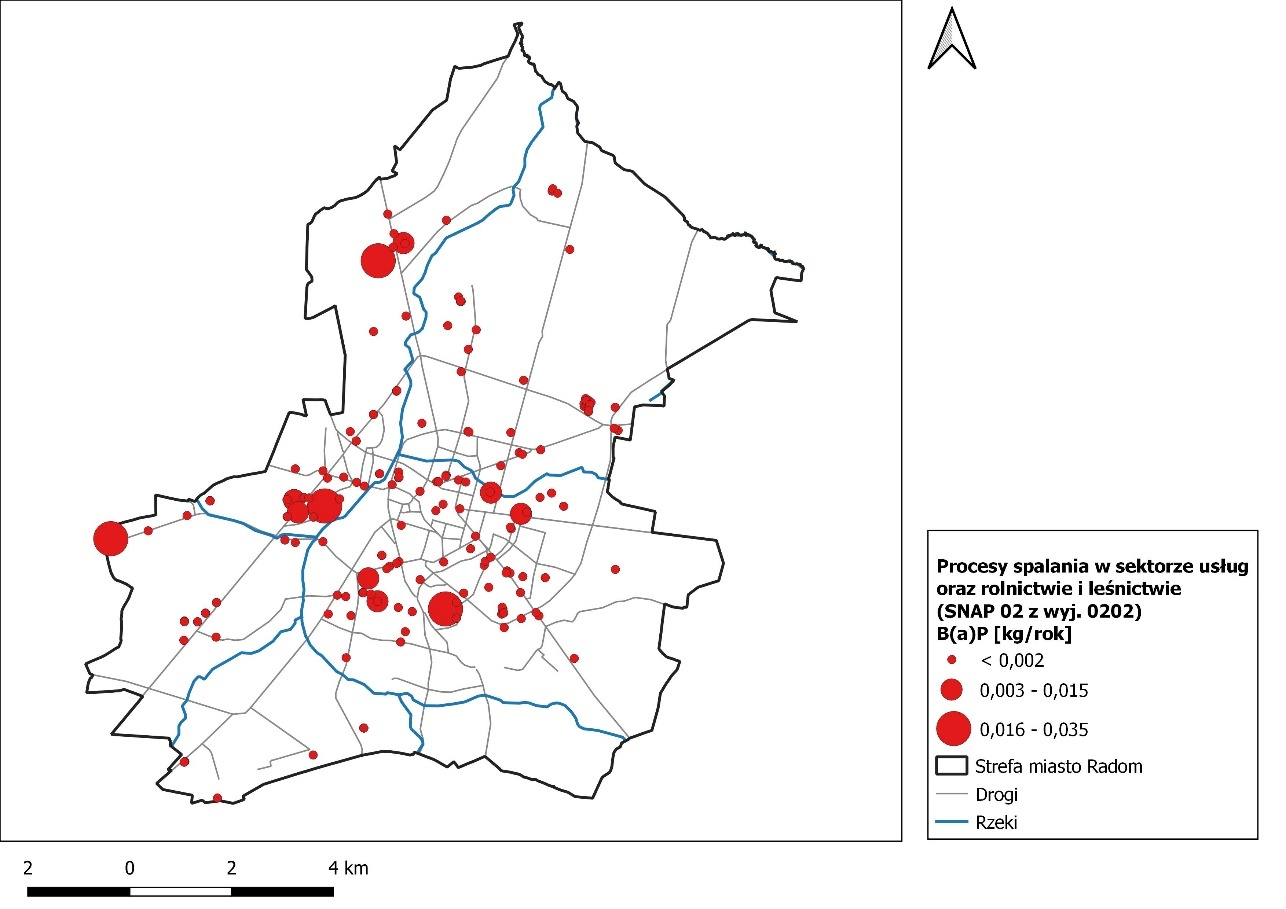 Procesy spalania w sektorze usług
oraz rolnictwie i leśnictwie
(SNAP 02 z wyj. 0202)
B(a)P [kg/rok]
< 0,002
0,003 - 0,015
0,016 - 0,035
Strefa miasto Radom
Drogi
Rzeki
2 0 2 4 km